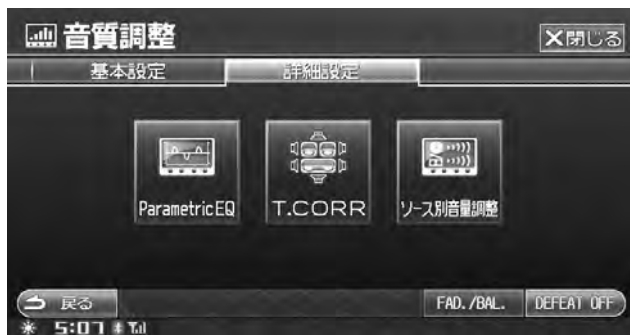 音質調整
×閉じる
基本設定 詳細設定
ParametricEQ T.CORR ソース別音量調整
戻る FAD./BAL. DEFEAT OFF
5:07